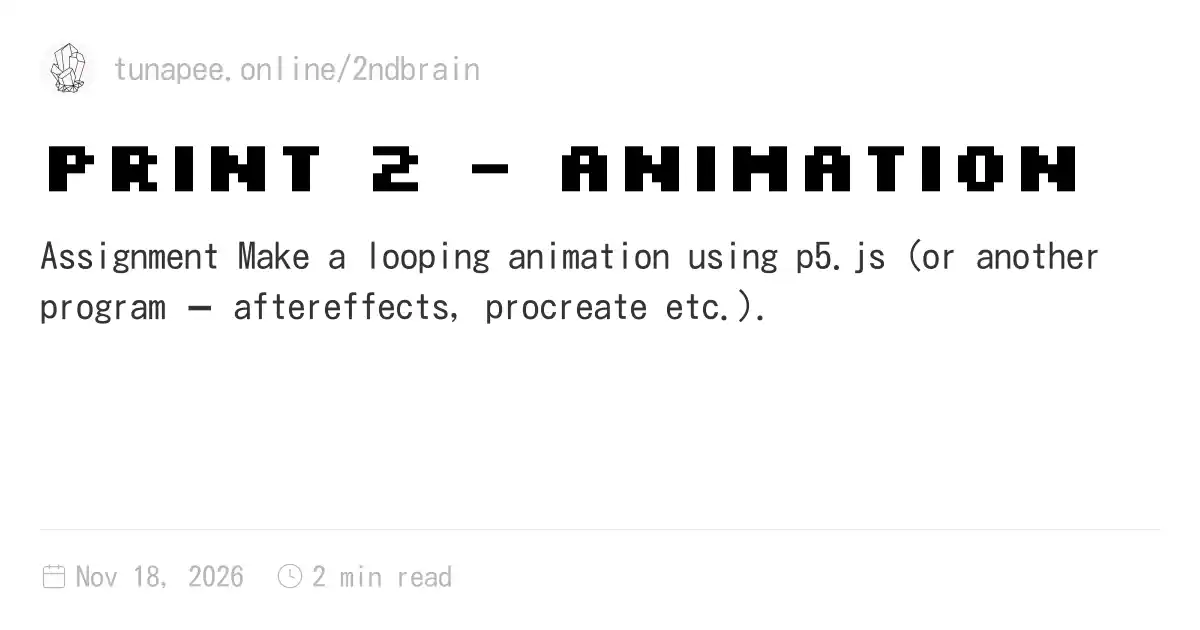 tunapee.online/2ndbrain
PRINT 2 - ANIMATION
Assignment Make a looping animation using p5.js (or another
program — aftereffects, procreate etc.).
Nov 18, 2026 2 min read